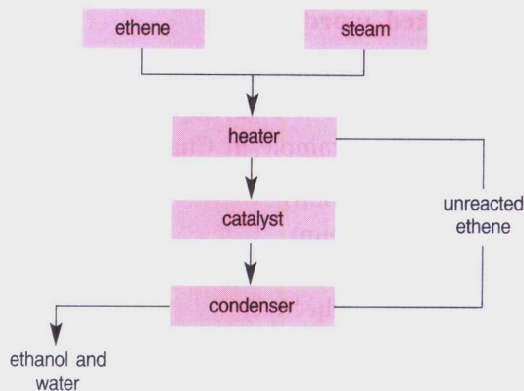 ethene
steam
heater
catalyst
unreacted
ethene
condenser
ethanol and
water